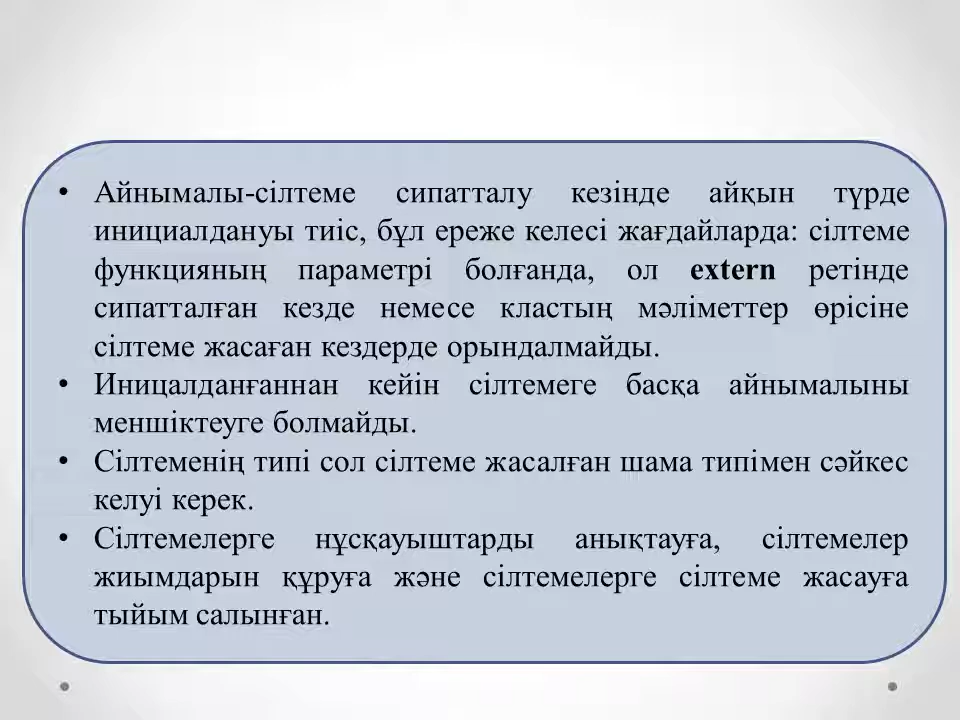 • Айнымалы-сілтеме сипатталу кезінде айқын түрде
инициалдануы тиіс, бұл ереже келесі жағдайларда: сілтеме
функцияның параметрі болғанда, ол extern ретінде
сипатталған кезде немесе кластың мәліметтер өрісіне
сілтеме жасаған кездерде орындалмайды.
• Иницалданғаннан кейін сілтемеге басқа айнымалыны
меншіктеуге болмайды.
• Сілтеменің типі сол сілтеме жасалған шама типімен сәйкес
келуі керек.
• Сілтемелерге нұсқауыштарды анықтауға, сілтемелер
жиымдарын құруға және сілтемелерге сілтеме жасауға
тыйым салынған.